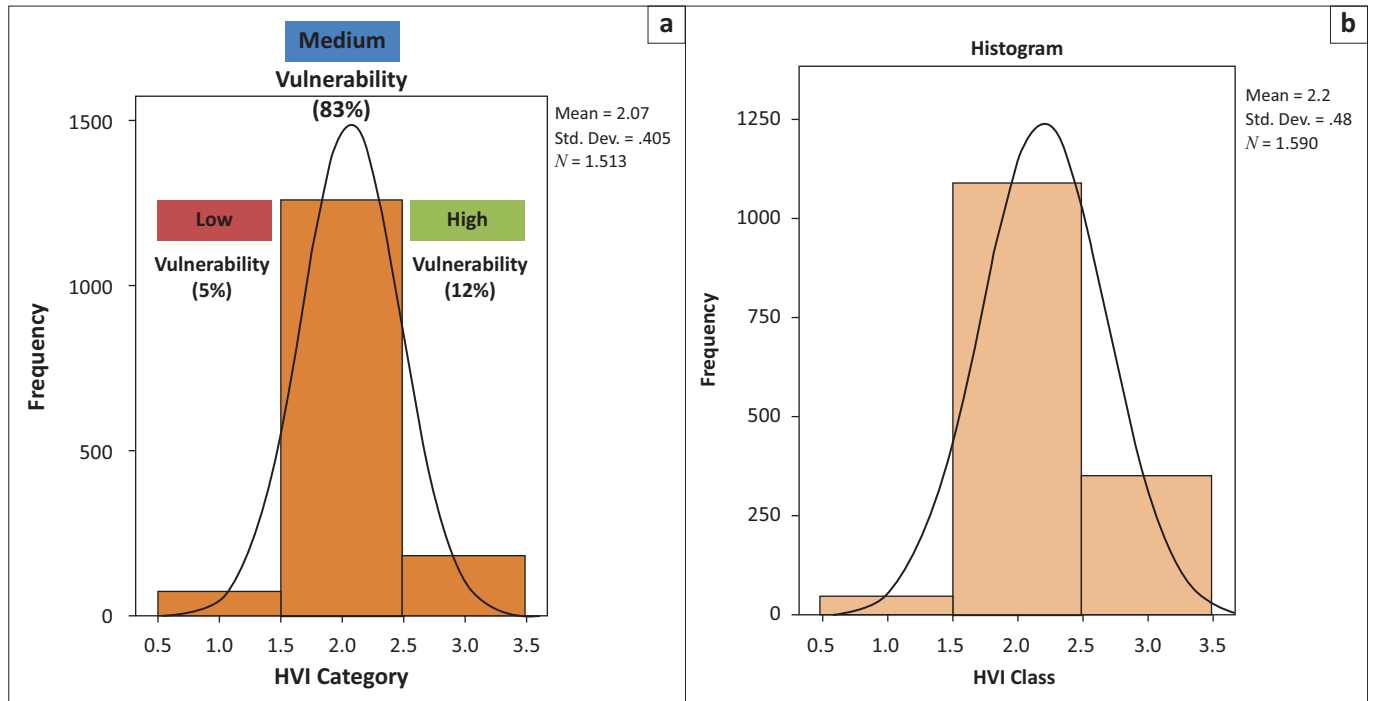 a
Medium
Vulnerability
(83%)
Mean = 2.07
Std. Dev. = .405
N = 1.513
1500
1000
500
0
Low
Vulnerability
(5%)
High
Vulnerability
(12%)
Frequency
0.5 1.0 1.5 2.0 2.5 3.0 3.5
HVI Category
b
Histogram
Mean = 2.2
Std. Dev. = .48
N = 1.590
1250
1000
750
500
250
0
Frequency
0.5 1.0 1.5 2.0 2.5 3.0 3.5
HVI Class